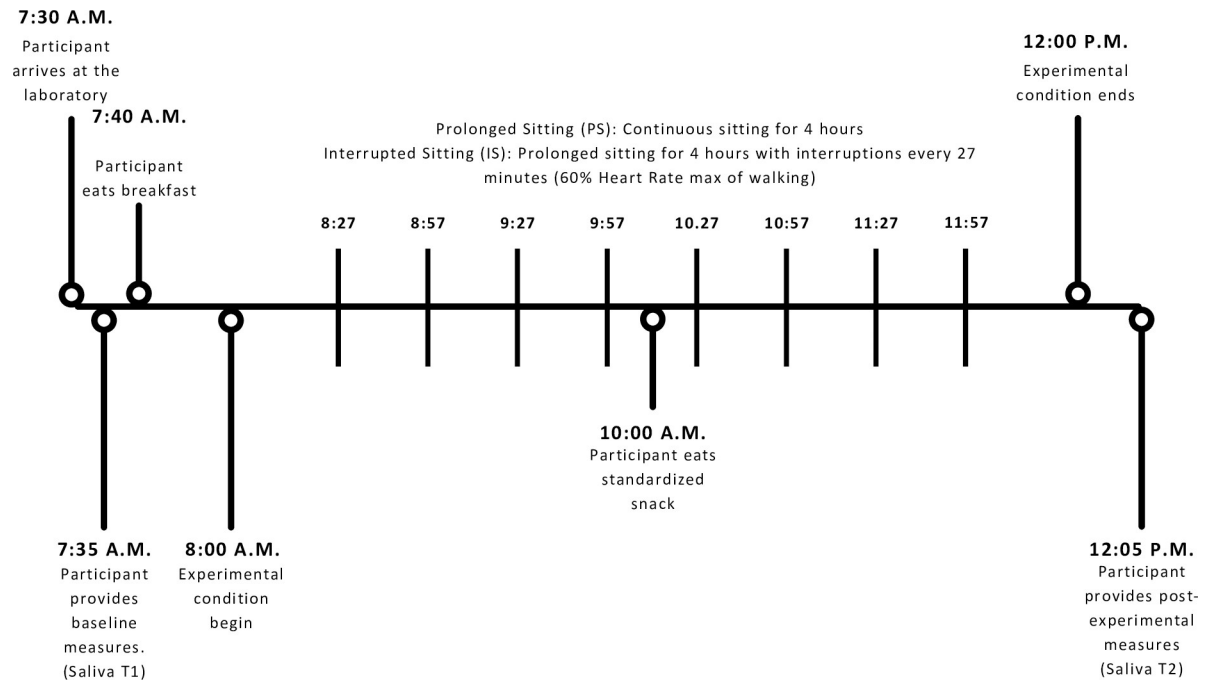 7:30 A.M.
Participant
arrives at the
laboratory
7:40 A.M.
Participant
eats breakfast
12:00 P.M.
Experimental
condition ends
Prolonged Sitting (PS): Continuous sitting for 4 hours
Interrupted Sitting (IS): Prolonged sitting for 4 hours with interruptions every 27
minutes (60% Heart Rate max of walking)
8:27 8:57 9:27 9:57 10.27 10:57 11:27 11:57
10:00 A.M.
Participant eats
standardized
snack
7:35 A.M.
Participant
provides
baseline
measures.
(Saliva T1)
8:00 A.M.
Experimental
condition
begin
12:05 P.M.
Participant
provides post-
experimental
measures
(Saliva T2)